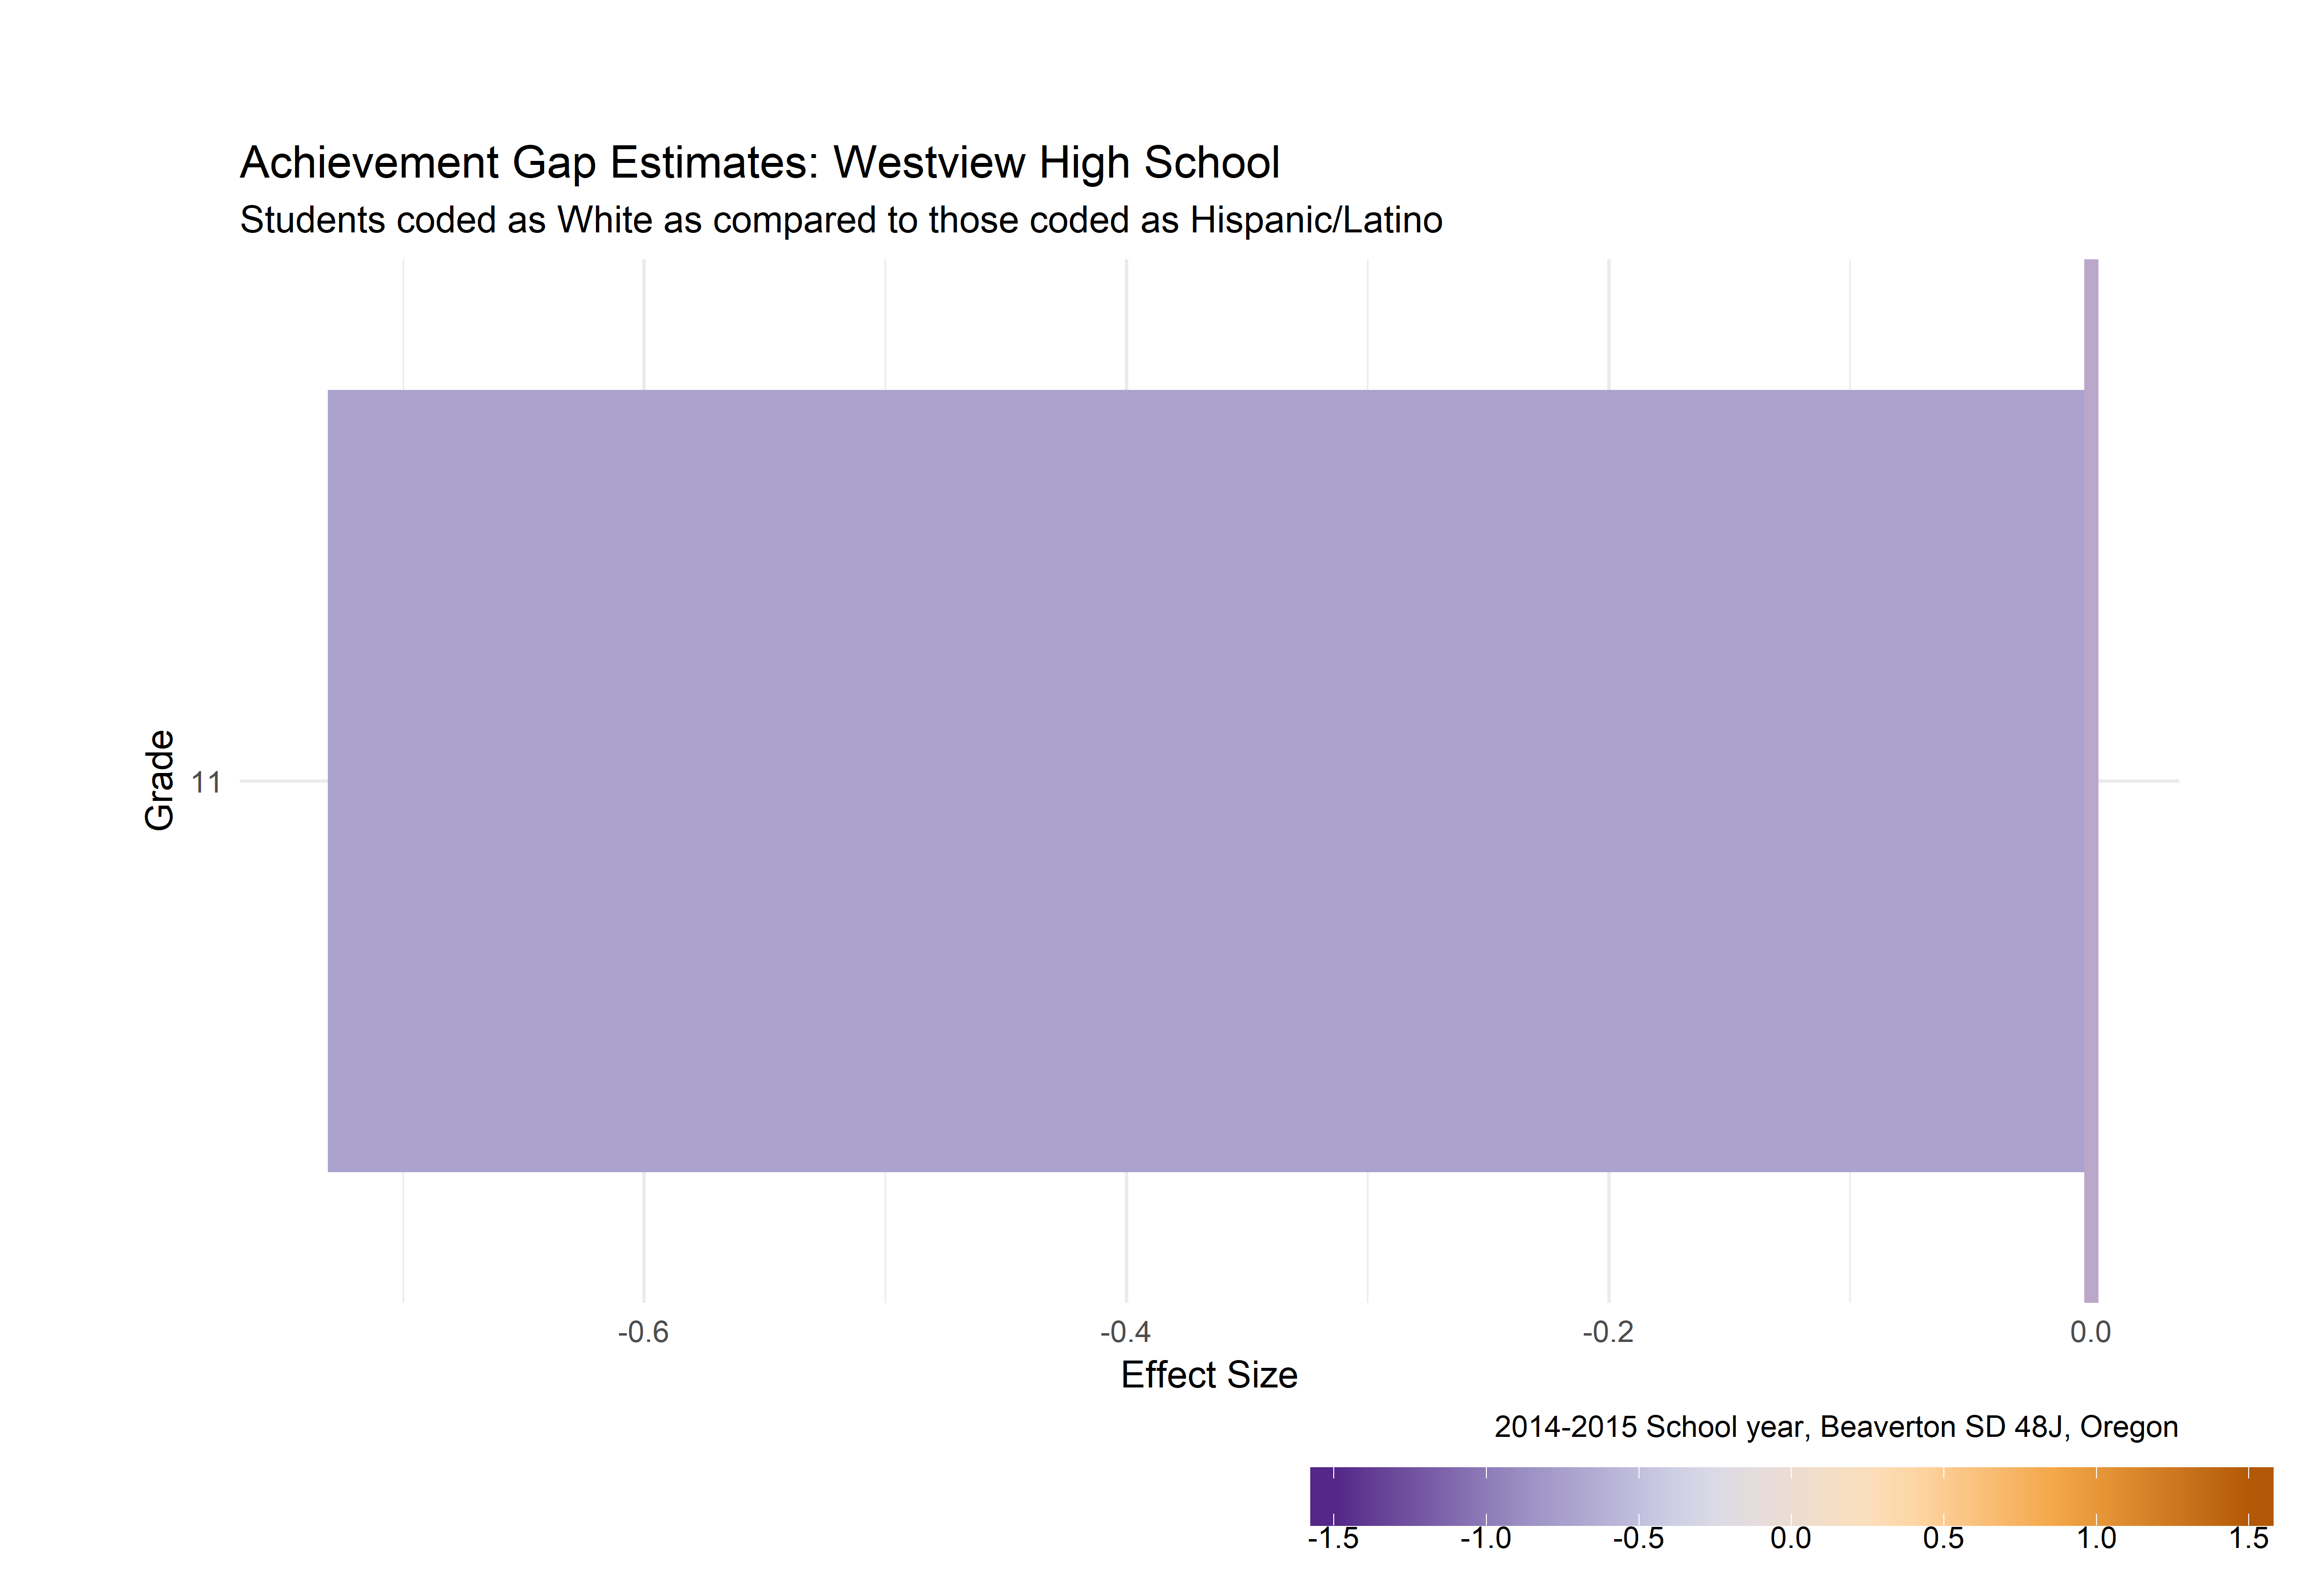 Achievement Gap Estimates: Westview High School
Students coded as White as compared to those coded as Hispanic/Latino
Grade
11
-0.6 -0.4 -0.2 0.0
Effect Size
2014-2015 School year, Beaverton SD 48J, Oregon
-1.5 -1.0 -0.5 0.0 0.5 1.0 1.5